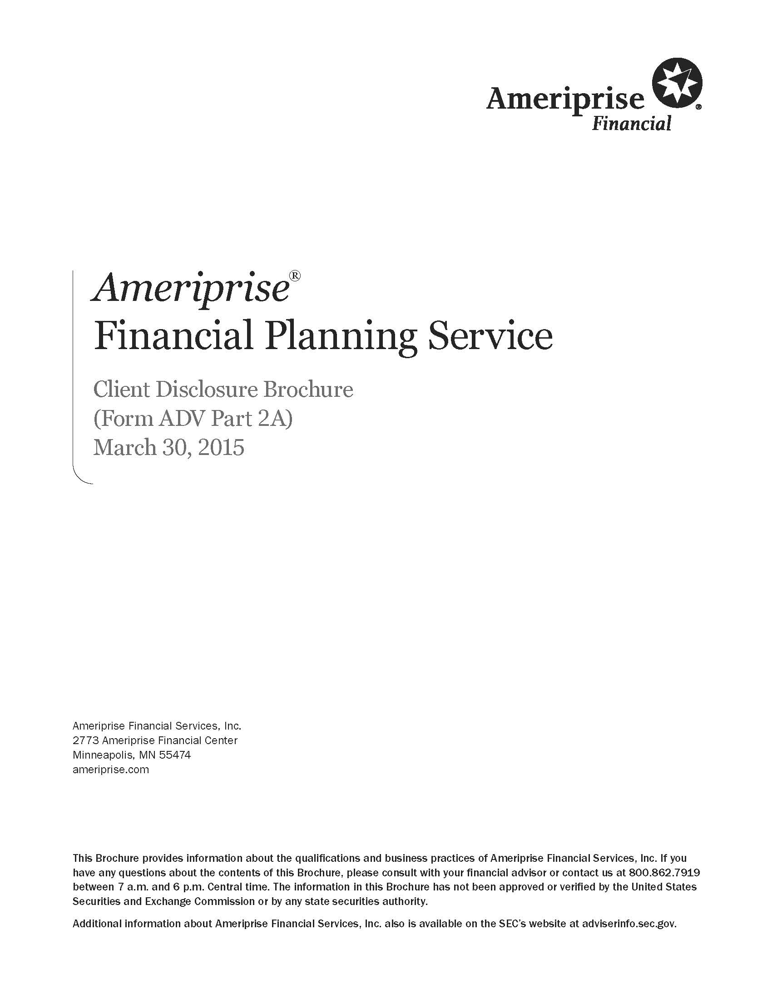 Ameriprise
Financial
®
Ameriprise®
Financial Planning Service
Client Disclosure Brochure
(Form ADV Part 2A)
March 30, 2015
Ameriprise Financial Services, Inc.
2773 Ameriprise Financial Center
Minneapolis, MN 55474
ameriprise.com
This Brochure provides information about the qualifications and business practices of Ameriprise Financial Services, Inc. If you
have any questions about the contents of this Brochure, please consult with your financial advisor or contact us at 800.862.7919
between 7 a.m. and 6 p.m. Central time. The information in this Brochure has not been approved or verified by the United States
Securities and Exchange Commission or by any state securities authority.
Additional information about Ameriprise Financial Services, Inc. also is available on the SEC’s website at adviserinfo.sec.gov.